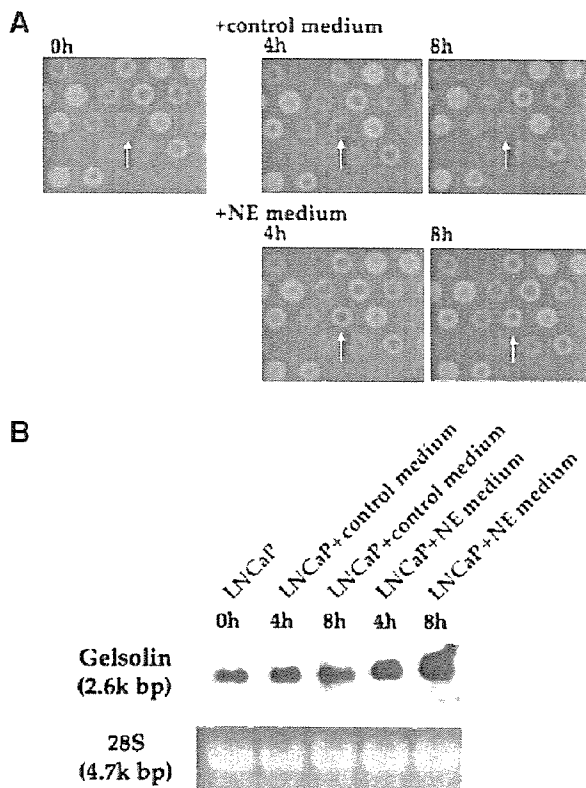 A
+control medium
0h
4h
8h
+NE medium
4h
8h
B
LNCaP
LNCaP+control medium
LNCaP+control medium
LNCaP+NE medium
LNCaP+NE medium
0h 4h 8h 4h 8h
Gelsolin
(2.6k bp)
28S
(4.7k bp)